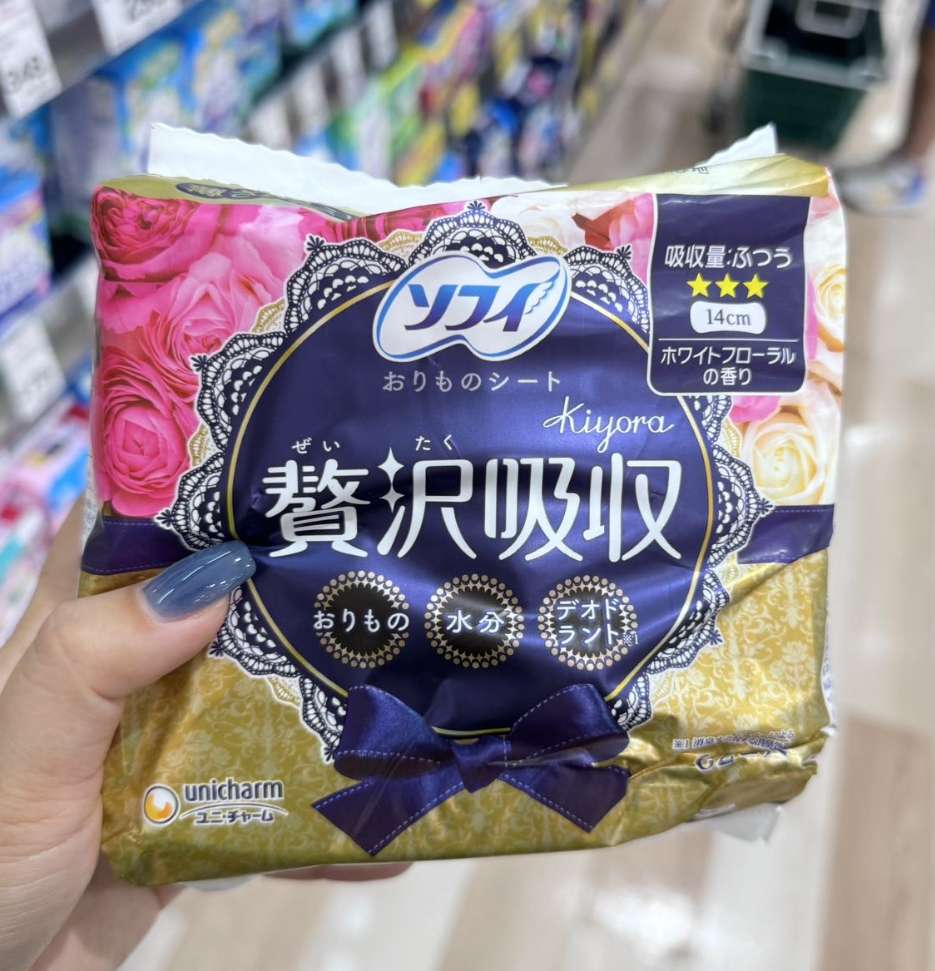 ソフィ
おりものシート
Kiyora
ぜいたく
贅沢吸収
おりもの
水分
デオド
ラント※1
吸収量:ふつう
14cm
ホワイトフローラル
の香り
unicharm
ユニ・チャーム